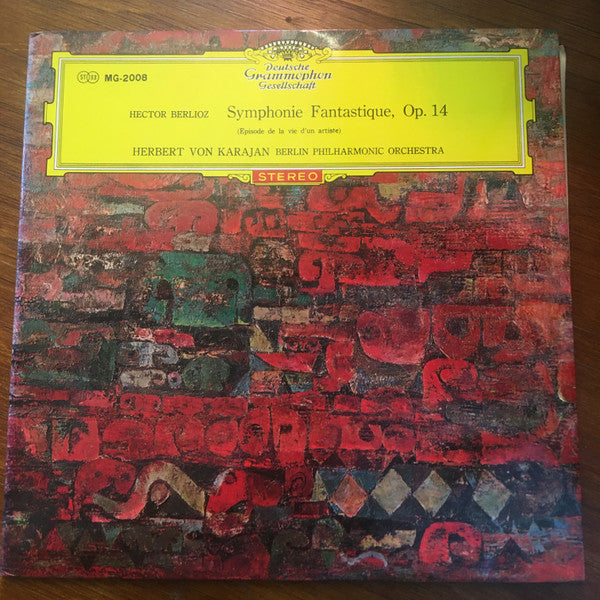 Deutsche
Grammophon
Gesellschaft
STEREO MG-2008
HECTOR BERLIOZ Symphonie Fantastique, Op. 14
(Episode de la vie d'un artiste)
HERBERT VON KARAJAN BERLIN PHILHARMONIC ORCHESTRA
STEREO